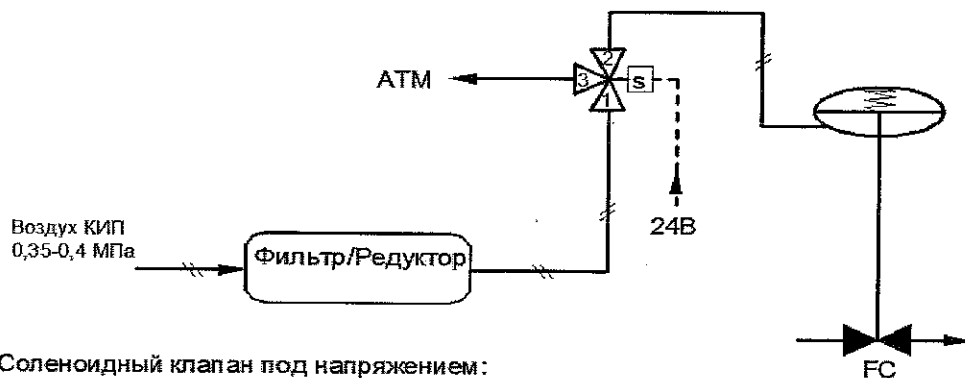 2
АТМ
3
S
1
24В
Воздух КИП
0,35-0,4 МПа
Фильтр/Редуктор
FC
Соленоидный клапан под напряжением: